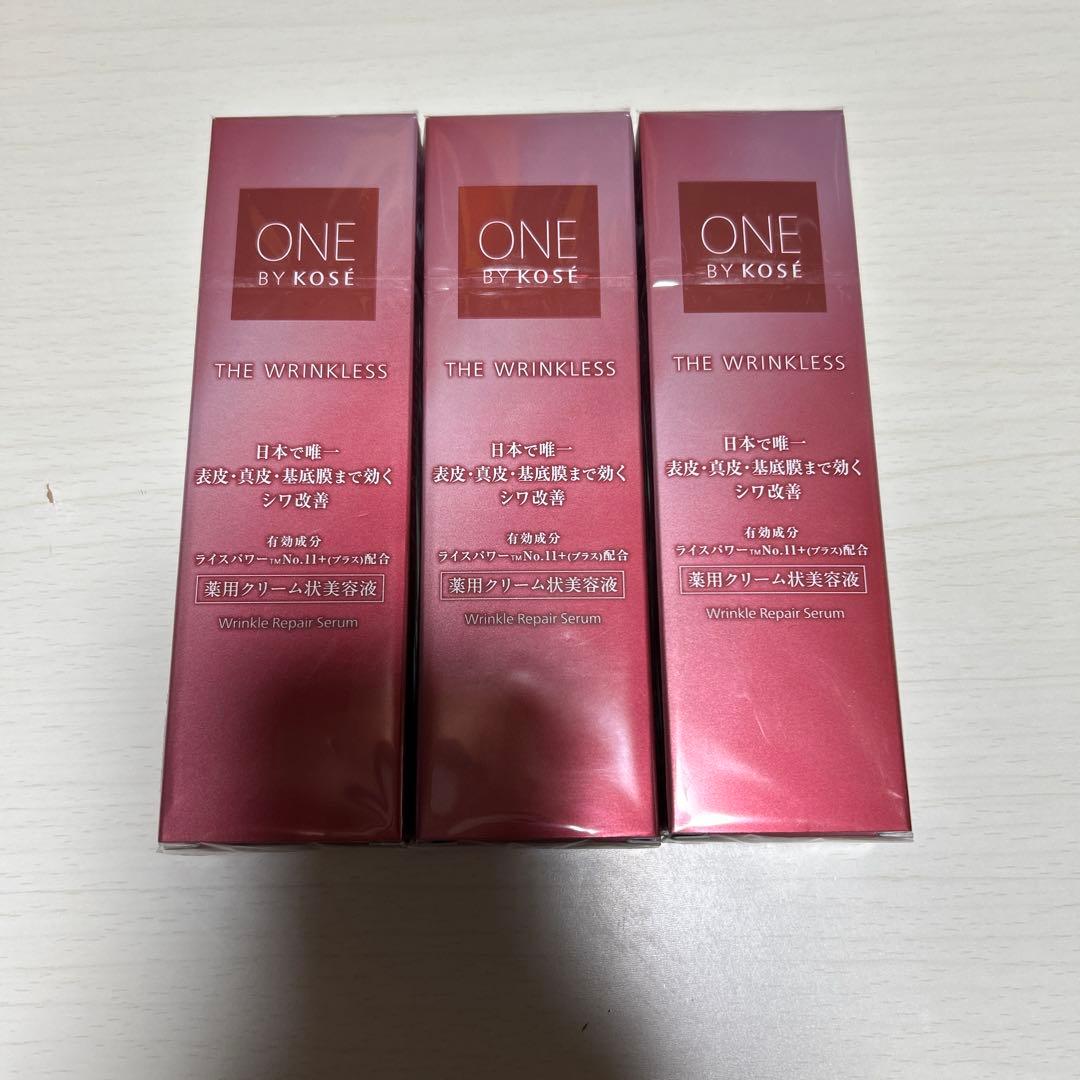 ONE
BY KOSÉ
THE WRINKLESS
日本で唯一
表皮・真皮・基底膜まで効く
シワ改善
有効成分
ライスパワー™No.11+(プラス)配合
薬用クリーム状美容液
Wrinkle Repair Serum
ONE
BY KOSÉ
THE WRINKLESS
日本で唯一
表皮・真皮・基底膜まで効く
シワ改善
有効成分
ライスパワー™No.11+(プラス)配合
薬用クリーム状美容液
Wrinkle Repair Serum
ONE
BY KOSÉ
THE WRINKLESS
日本で唯一
表皮・真皮・基底膜まで効く
シワ改善
有効成分
ライスパワー™No.11+(プラス)配合
薬用クリーム状美容液
Wrinkle Repair Serum